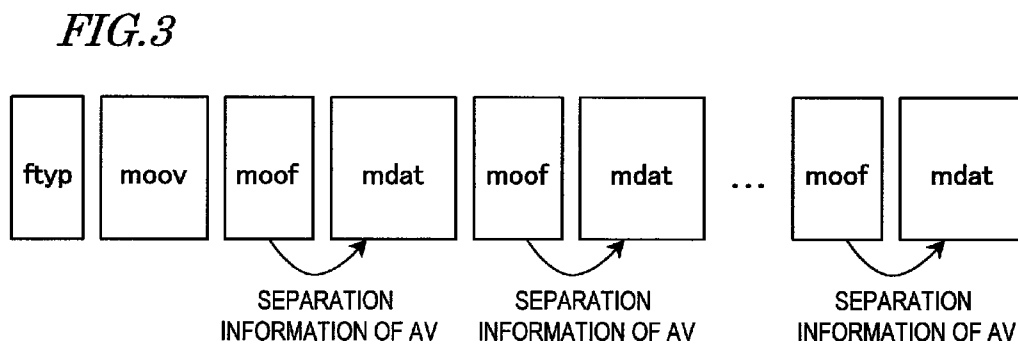 FIG.3
ftyp moov moof mdat moof mdat ... moof mdat
SEPARATION SEPARATION SEPARATION
INFORMATION OF AV INFORMATION OF AV INFORMATION OF AV